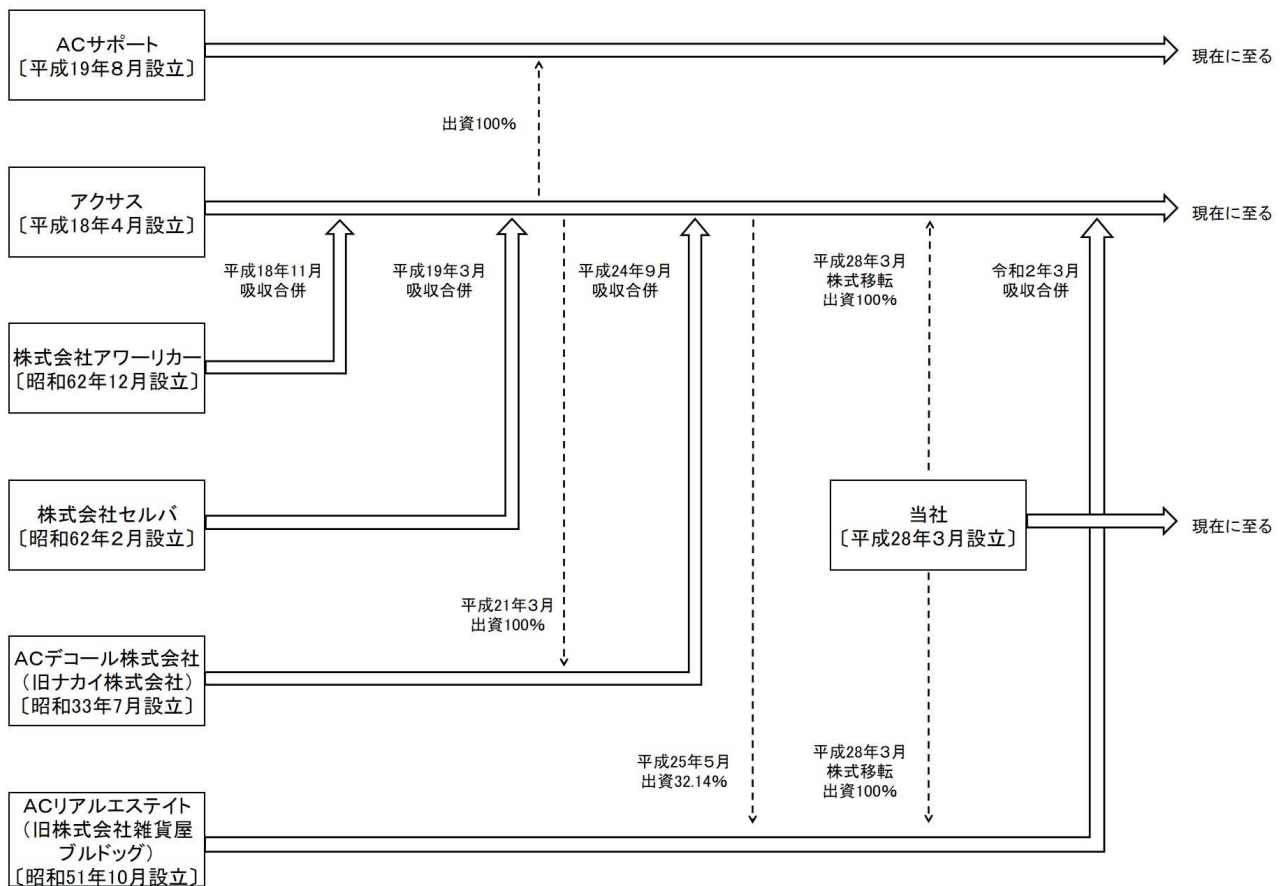 ACサポート
〔平成19年8月設立〕
現在に至る
出資100%
アクサス
〔平成18年4月設立〕
現在に至る
平成18年11月
吸収合併
平成19年3月
吸収合併
平成24年9月
吸収合併
平成28年3月
株式移転
出資100%
令和2年3月
吸収合併
株式会社アワーリカー
〔昭和62年12月設立〕
株式会社セルバ
〔昭和62年2月設立〕
当社
〔平成28年3月設立〕
現在に至る
平成21年3月
出資100%
ACデコール株式会社
（旧ナカイ株式会社）
〔昭和33年7月設立〕
平成25年5月
出資32.14%
平成28年3月
株式移転
出資100%
ACリアルエステイト
（旧株式会社雑貨屋
ブルドッグ）
〔昭和51年10月設立〕